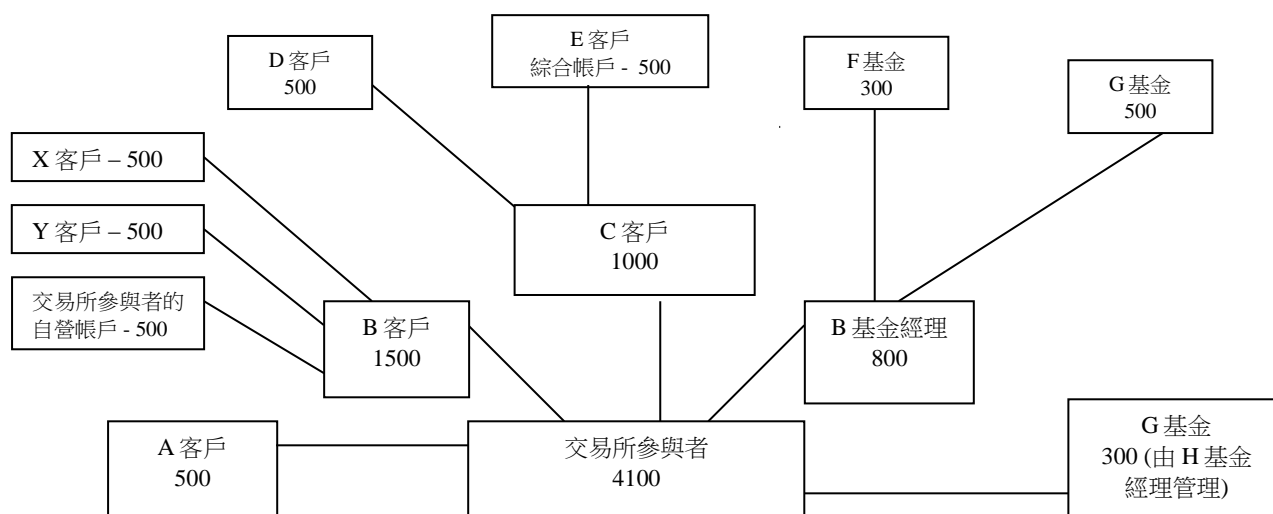 E 客戶
綜合帳戶 - 500
D 客戶
500
F 基金
300
G 基金
500
X 客戶 – 500
Y 客戶 – 500
交易所參與者的
自營帳戶 - 500
C 客戶
1000
B 客戶
1500
B 基金經理
800
A 客戶
500
交易所參與者
4100
G 基金
300 (由 H 基金
經理管理)